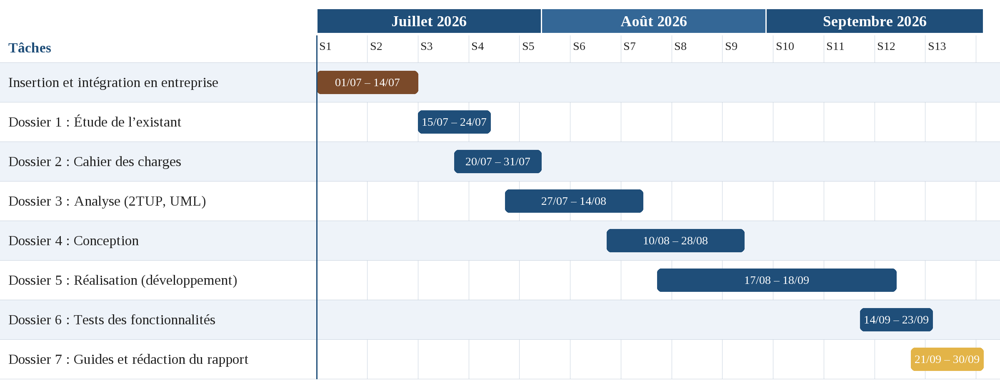 Juillet 2026 Août 2026 Septembre 2026
Tâches S1 S2 S3 S4 S5 S6 S7 S8 S9 S10 S11 S12 S13
Insertion et intégration en entreprise 01/07 – 14/07
Dossier 1 : Étude de l’existant 15/07 – 24/07
Dossier 2 : Cahier des charges 20/07 – 31/07
Dossier 3 : Analyse (2TUP, UML) 27/07 – 14/08
Dossier 4 : Conception 10/08 – 28/08
Dossier 5 : Réalisation (développement) 17/08 – 18/09
Dossier 6 : Tests des fonctionnalités 14/09 – 23/09
Dossier 7 : Guides et rédaction du rapport 21/09 – 30/09